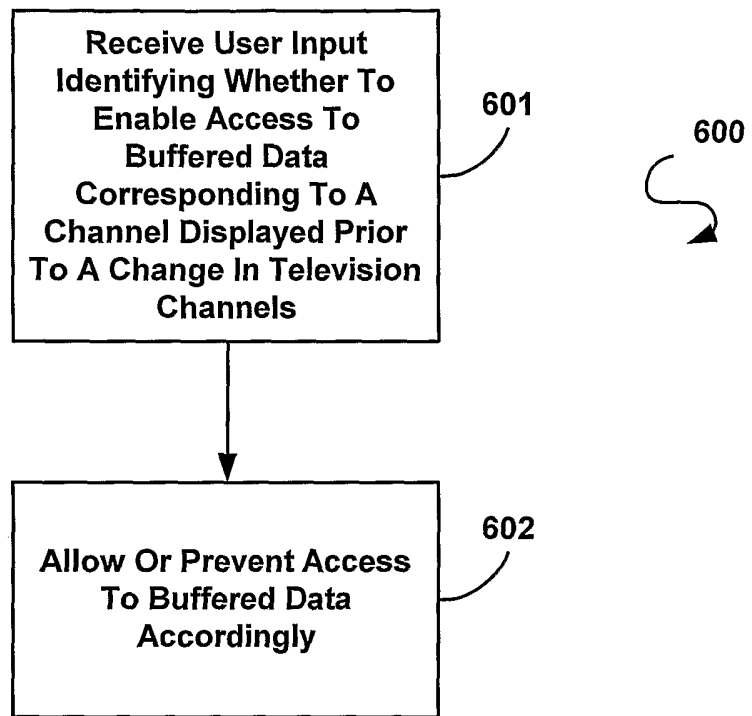 Receive User Input
Identifying Whether To
Enable Access To
Buffered Data
Corresponding To A
Channel Displayed Prior
To A Change In Television
Channels
601
600
Allow Or Prevent Access
To Buffered Data
Accordingly
602